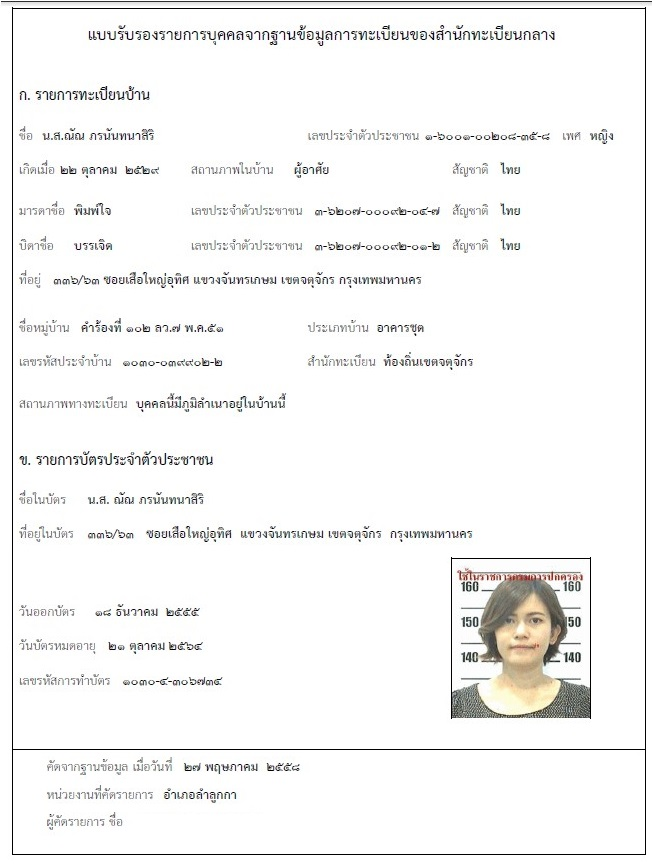 แบบรับรองรายการบุคคลจากฐานข้อมูลการทะเบียนของสำนักทะเบียนกลาง
ก. รายการทะเบียนบ้าน
ชื่อ น.ส.ณัณ ภรนันทนาสิริ เลขประจำตัวประชาชน ๑-๖๐๐๑-๐๐๒๐๘-๓๕-๘ เพศ หญิง
เกิดเมื่อ ๒๒ ตุลาคม ๒๕๒๙ สถานภาพในบ้าน ผู้อาศัย สัญชาติ ไทย
มารดาชื่อ พิมพ์ใจ เลขประจำตัวประชาชน ๓-๖๒๐๗-๐๐๐๙๒-๐๔-๗ สัญชาติ ไทย
บิดาชื่อ บรรเจิด เลขประจำตัวประชาชน ๓-๖๒๐๗-๐๐๐๙๒-๐๑-๒ สัญชาติ ไทย
ที่อยู่ ๓๓๖/๖๓ ซอยเสือใหญ่อุทิศ แขวงจันทรเกษม เขตจตุจักร กรุงเทพมหานคร
ชื่อหมู่บ้าน คำร้องที่ ๑๐๒ ลว.๗ พ.ค.๕๑ ประเภทบ้าน อาคารชุด
เลขรหัสประจำบ้าน ๑๐๓๐-๐๓๙๙๐๒-๒ สำนักทะเบียน ท้องถิ่นเขตจตุจักร
สถานภาพทางทะเบียน บุคคลนี้มีภูมิลำเนาอยู่ในบ้านนี้
ข. รายการบัตรประจำตัวประชาชน
ชื่อในบัตร น.ส. ณัณ ภรนันทนาสิริ
ที่อยู่ในบัตร ๓๓๖/๖๓ ซอยเสือใหญ่อุทิศ แขวงจันทรเกษม เขตจตุจักร กรุงเทพมหานคร
ใช้ในราชการกรมการปกครอง
160 160
150 150
140 140
วันออกบัตร ๑๘ ธันวาคม ๒๕๕๕
วันบัตรหมดอายุ ๒๑ ตุลาคม ๒๕๖๔
เลขรหัสการทำบัตร ๑๐๓๐-๔-๓๐๖๗๓๔
คัดจากฐานข้อมูล เมื่อวันที่ ๒๗ พฤษภาคม ๒๕๕๘
หน่วยงานที่คัดรายการ อำเภอลำลูกกา
ผู้คัดรายการ ชื่อ